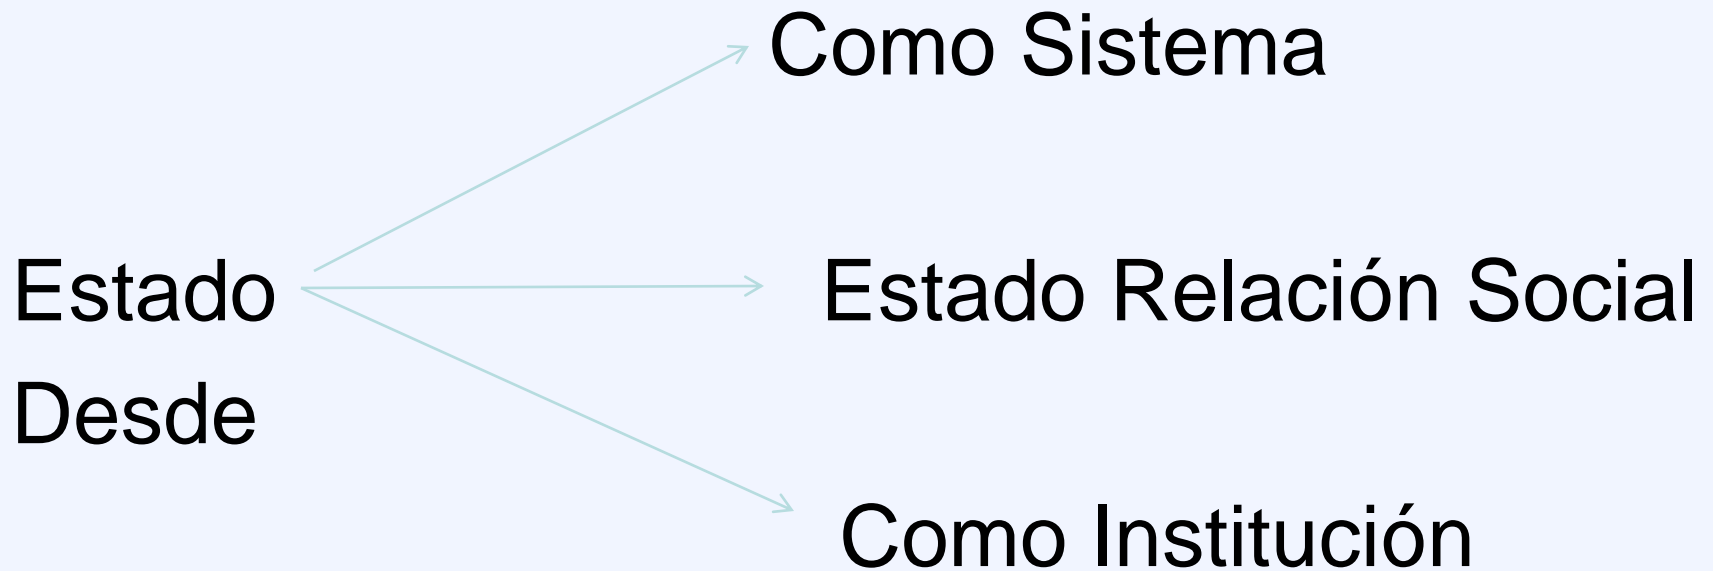 Como Sistema
Estado
Estado Relación Social
Desde
Como Institución